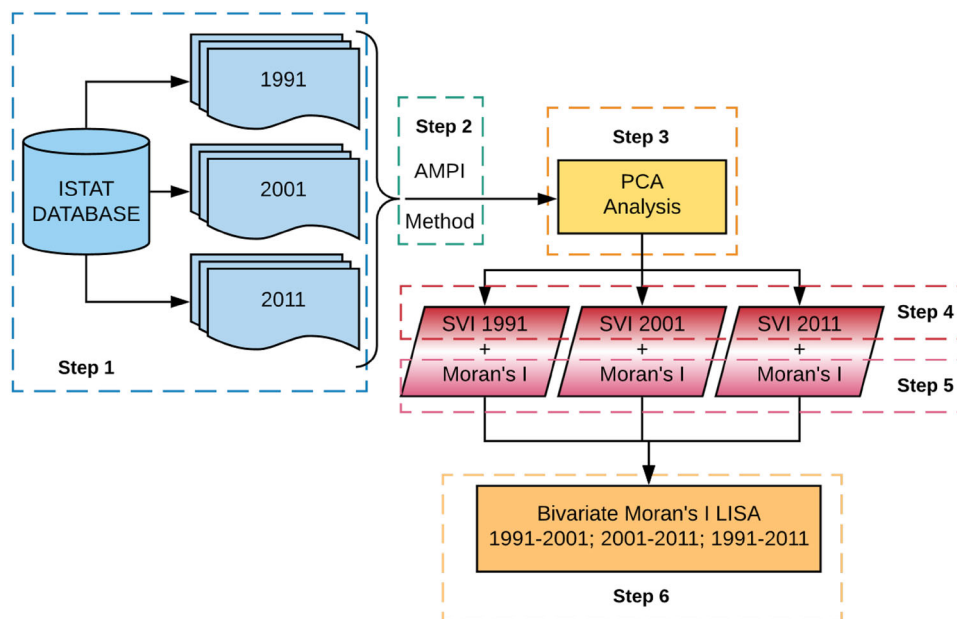 ISTAT
DATABASE
1991
2001
2011
Step 1
Step 2
AMPI
Method
Step 3
PCA
Analysis
SVI 1991
+
Moran's I
SVI 2001
+
Moran's I
SVI 2011
+
Moran's I
Step 4
Step 5
Bivariate Moran's I LISA
1991-2001; 2001-2011; 1991-2011
Step 6